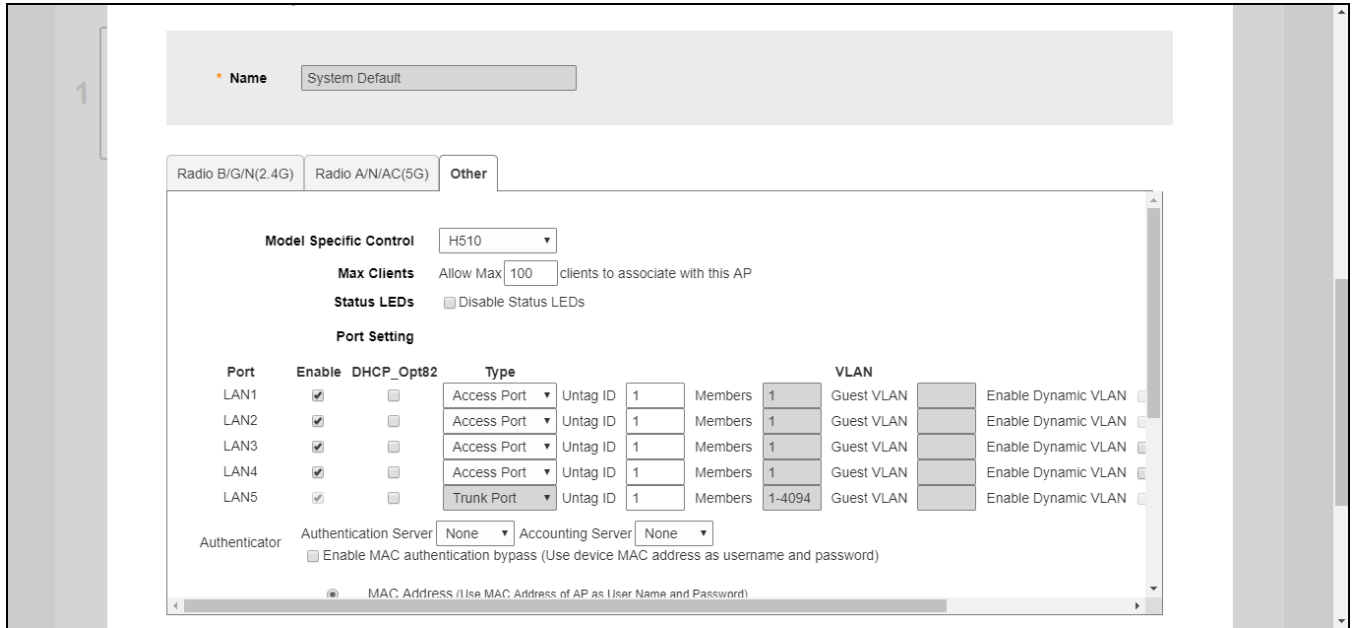 * Name System Default
1
Radio B/G/N(2.4G) Radio A/N/AC(5G) Other
Model Specific Control H510
Max Clients Allow Max 100 clients to associate with this AP
Status LEDs Disable Status LEDs
Port Setting
Port Enable DHCP_Opt82 Type VLAN
LAN1 Access Port Untag ID 1 Members 1 Guest VLAN Enable Dynamic VLAN
LAN2 Access Port Untag ID 1 Members 1 Guest VLAN Enable Dynamic VLAN
LAN3 Access Port Untag ID 1 Members 1 Guest VLAN Enable Dynamic VLAN
LAN4 Access Port Untag ID 1 Members 1 Guest VLAN Enable Dynamic VLAN
LAN5 Trunk Port Untag ID 1 Members 1-4094 Guest VLAN Enable Dynamic VLAN
Authentication Server None Accounting Server None
Authenticator
Enable MAC authentication bypass (Use device MAC address as username and password)
MAC Address (Use MAC Address of AP as User Name and Password)